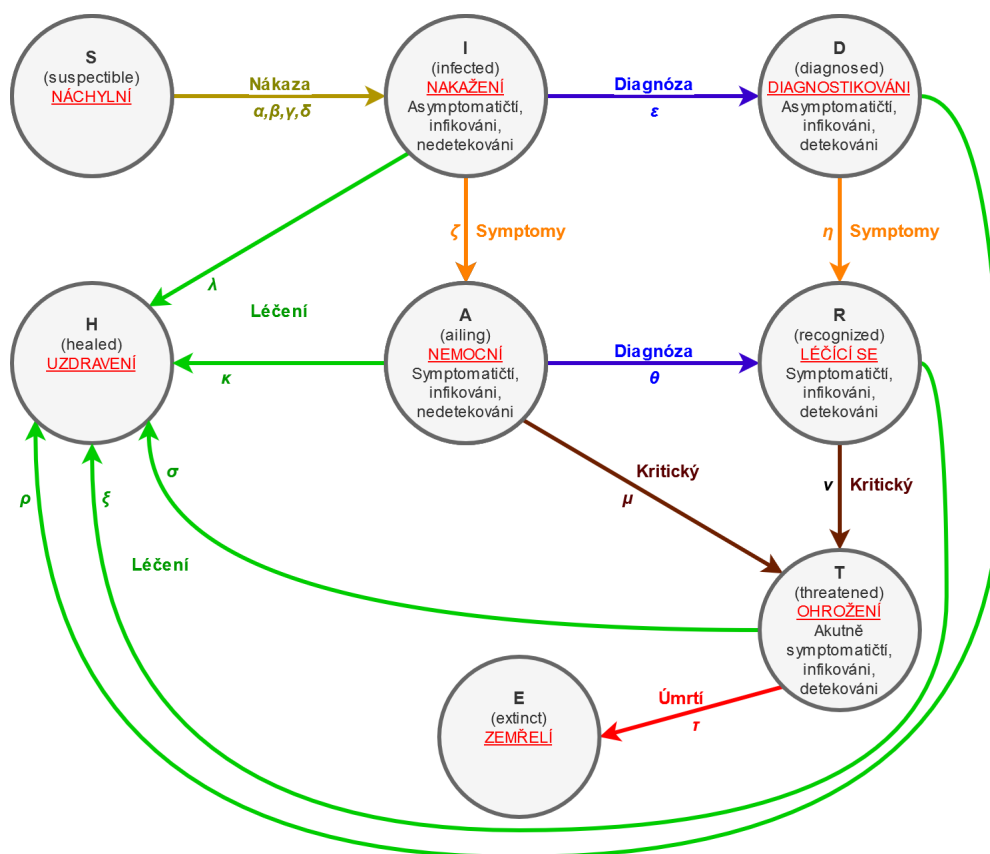 S
(suspectible)
NÁCHYLNÍ
Nákaza
α,β,γ,δ
I
(infected)
NAKAŽENÍ
Asymptomatičtí,
infikováni,
nedetekováni
Diagnóza
ε
D
(diagnosed)
DIAGNOSTIKOVÁNI
Asymptomatičtí,
infikováni,
detekováni
ζ Symptomy
η Symptomy
λ
Léčení
H
(healed)
UZDRAVENÍ
κ
A
(ailing)
NEMOCNÍ
Symptomatičtí,
infikováni,
nedetekováni
Diagnóza
θ
R
(recognized)
LÉČÍCÍ SE
Symptomatičtí,
infikováni,
detekováni
ρ
ξ
σ
Kritický
μ
ν Kritický
Léčení
T
(threatened)
OHROŽENÍ
Akutně
symptomatičtí,
infikováni,
detekováni
E
(extinct)
ZEMŘELÍ
Úmrtí
τ